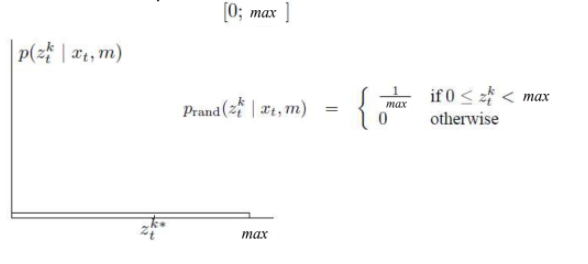 [0; max ]
p(z_t^k | x_t, m)
p_rand(z_t^k | x_t, m) = { 1/max if 0 ≤ z_t^k < max
0 otherwise
z_t^{k*}
max